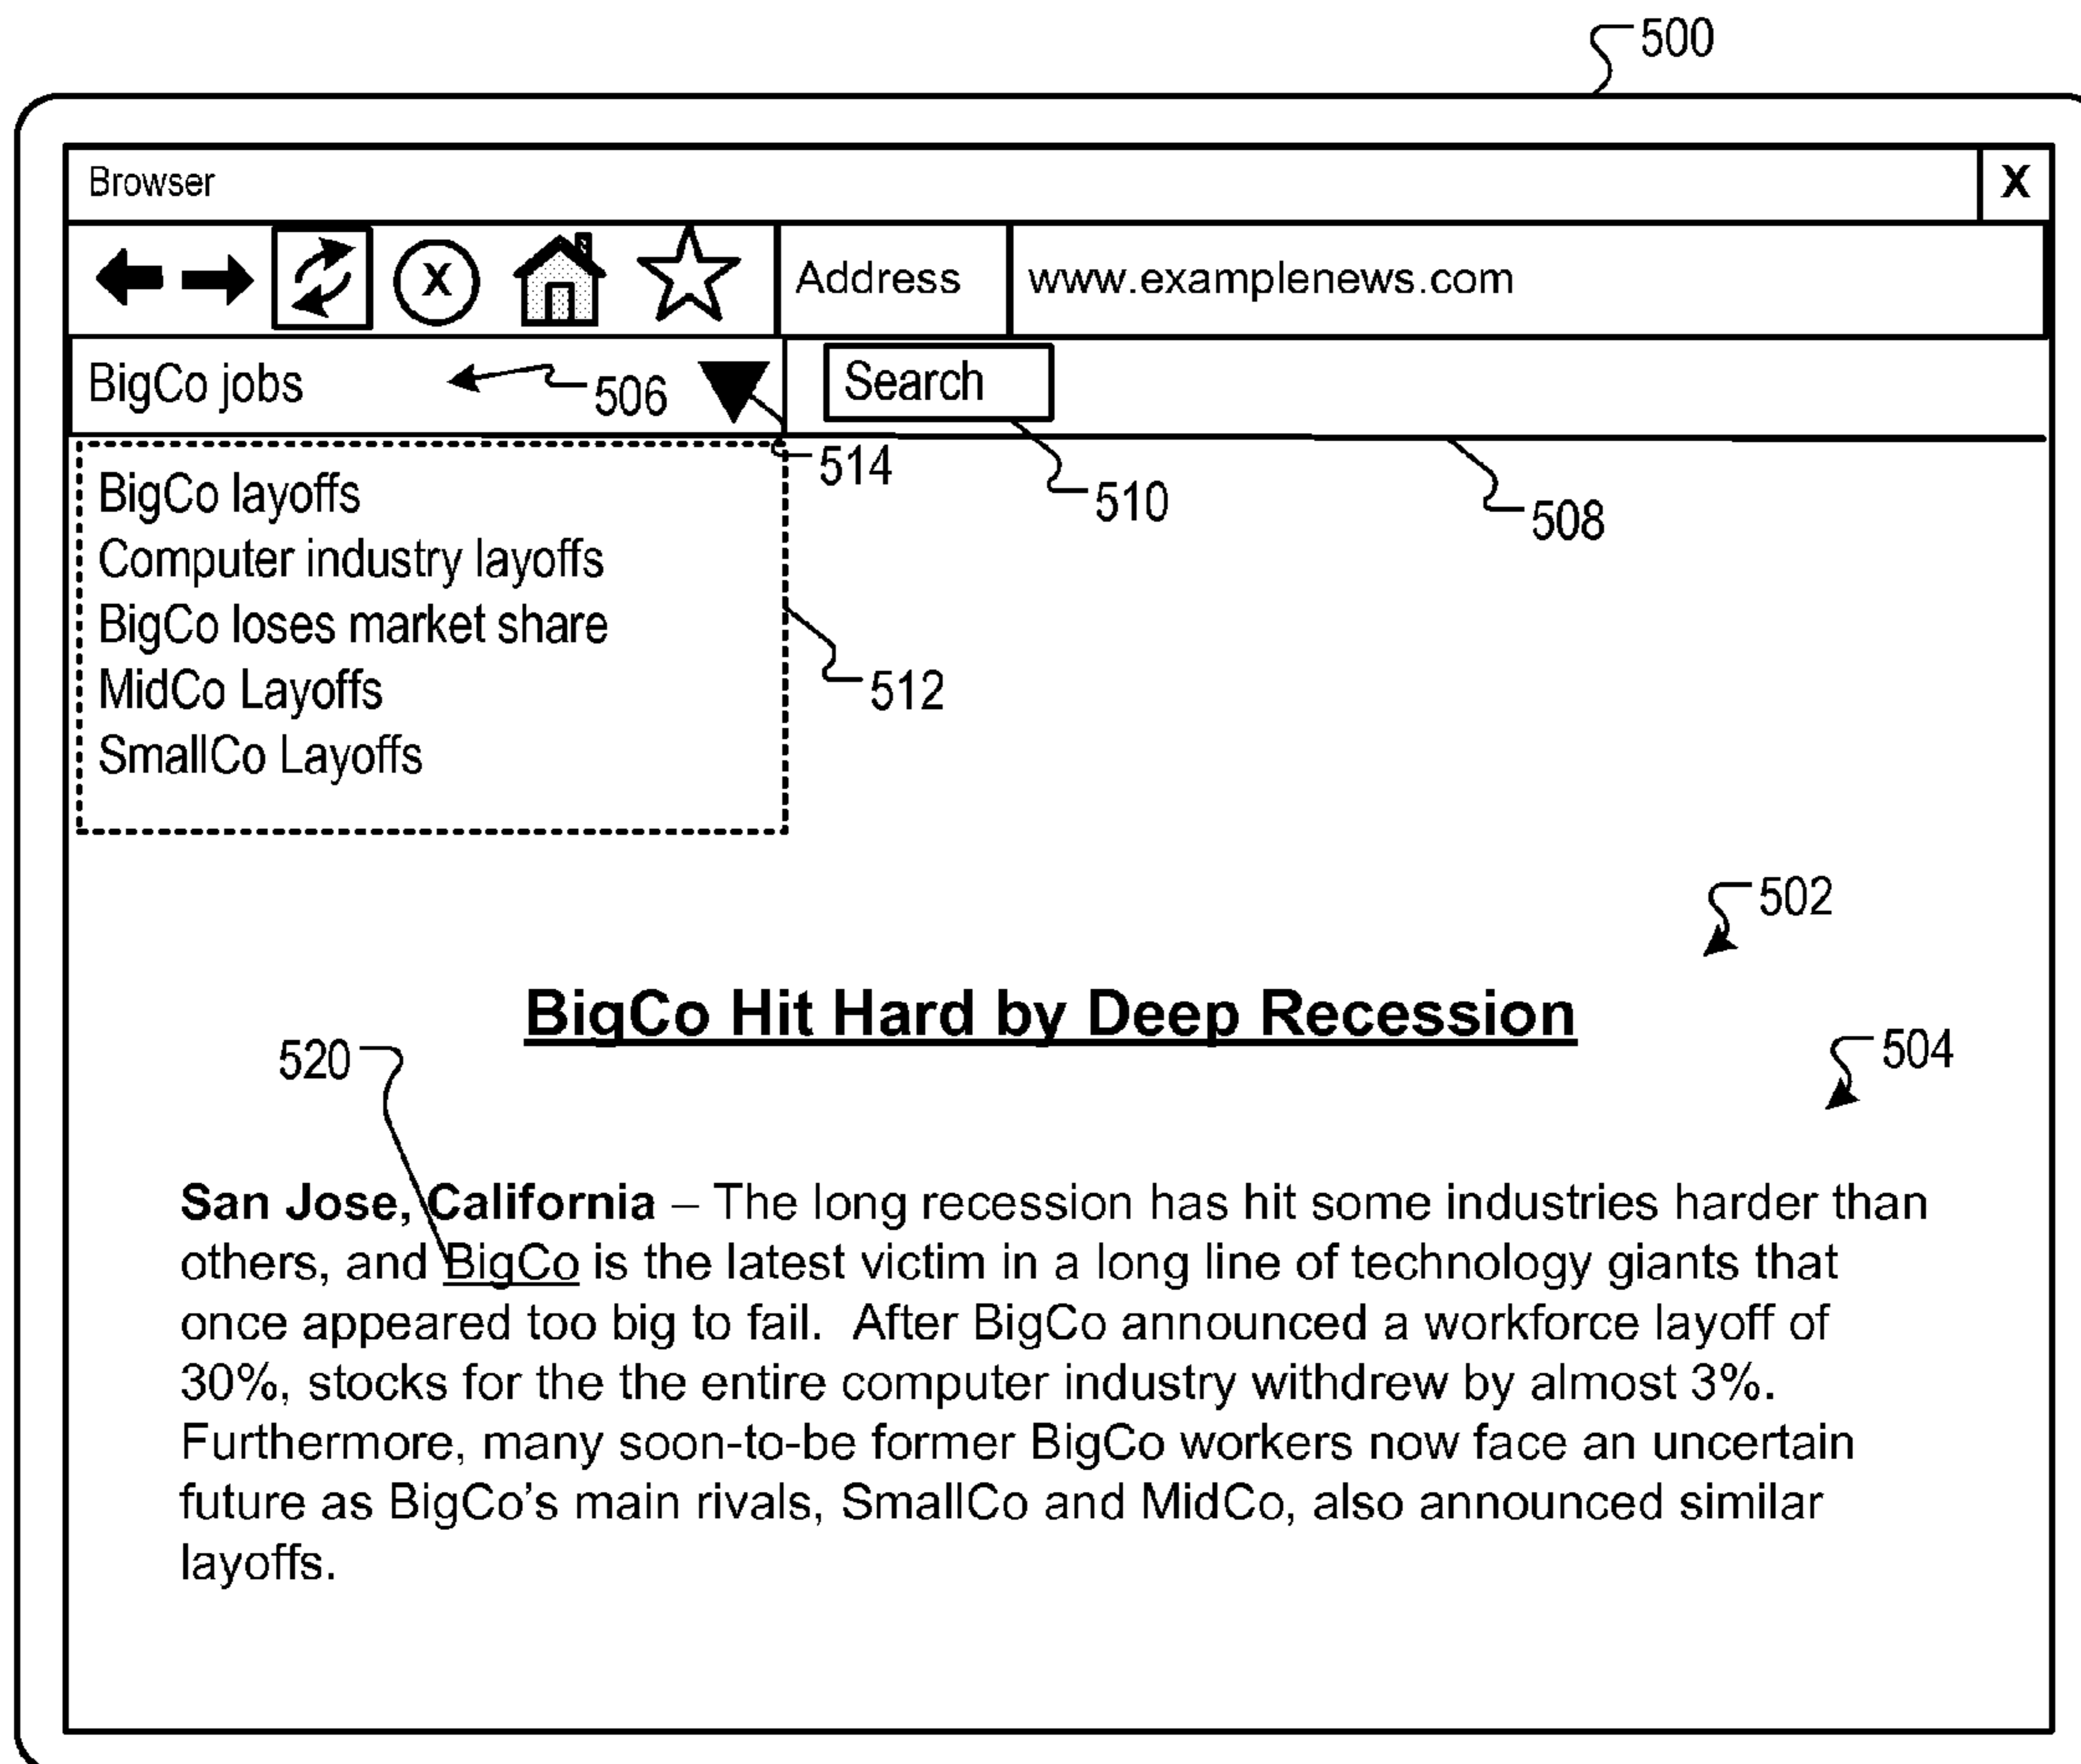 500
Browser X
X Address www.examplenews.com
BigCo jobs 506 Search
514
510
508
BigCo layoffs
Computer industry layoffs
BigCo loses market share
MidCo Layoffs
SmallCo Layoffs
512
502
BigCo Hit Hard by Deep Recession
520
504
San Jose, California – The long recession has hit some industries harder than
others, and BigCo is the latest victim in a long line of technology giants that
once appeared too big to fail. After BigCo announced a workforce layoff of
30%, stocks for the the entire computer industry withdrew by almost 3%.
Furthermore, many soon-to-be former BigCo workers now face an uncertain
future as BigCo’s main rivals, SmallCo and MidCo, also announced similar
layoffs.